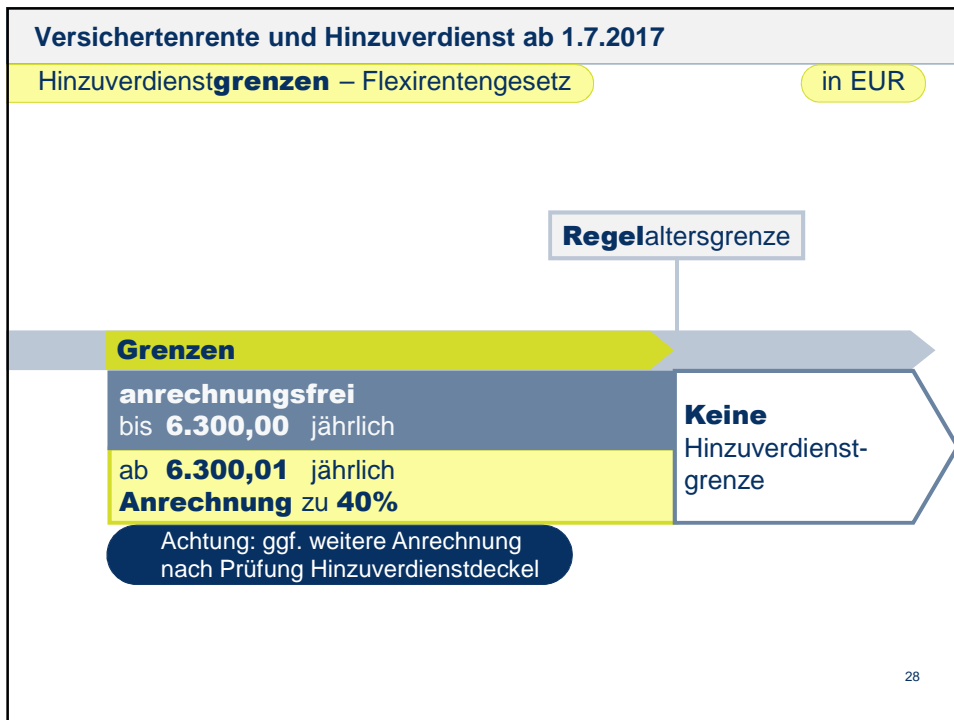 Versichertenrente und Hinzuverdienst ab 1.7.2017
Hinzuverdienstgrenzen – Flexirentengesetz
in EUR
Regelaltersgrenze
Grenzen
anrechnungsfrei
bis 6.300,00 jährlich
ab 6.300,01 jährlich
Anrechnung zu 40%
Keine
Hinzuverdienst-
grenze
Achtung: ggf. weitere Anrechnung
nach Prüfung Hinzuverdienstdeckel
28